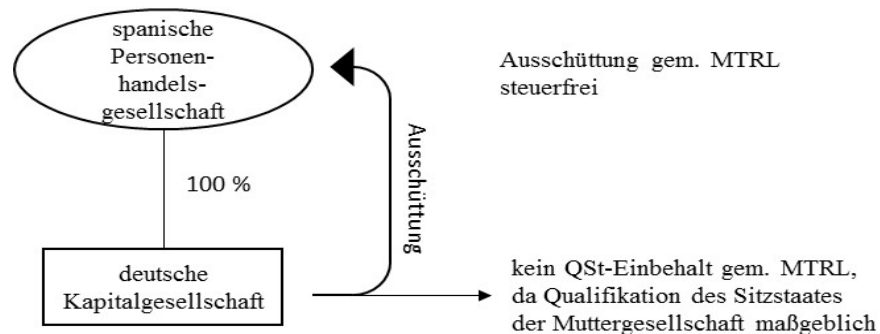 spanische
Personen-
handels-
gesellschaft
Ausschüttung gem. MTRL
steuerfrei
Ausschüttung
100 %
deutsche
Kapitalgesellschaft
kein QSt-Einbehalt gem. MTRL,
da Qualifikation des Sitzstaates
der Muttergesellschaft maßgeblich